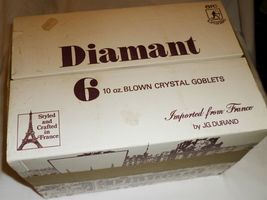 Diamant
6 10 oz. BLOWN CRYSTAL GOBLETS
Styled
and
Crafted
in
France
Imported from France
by J.G. DURAND